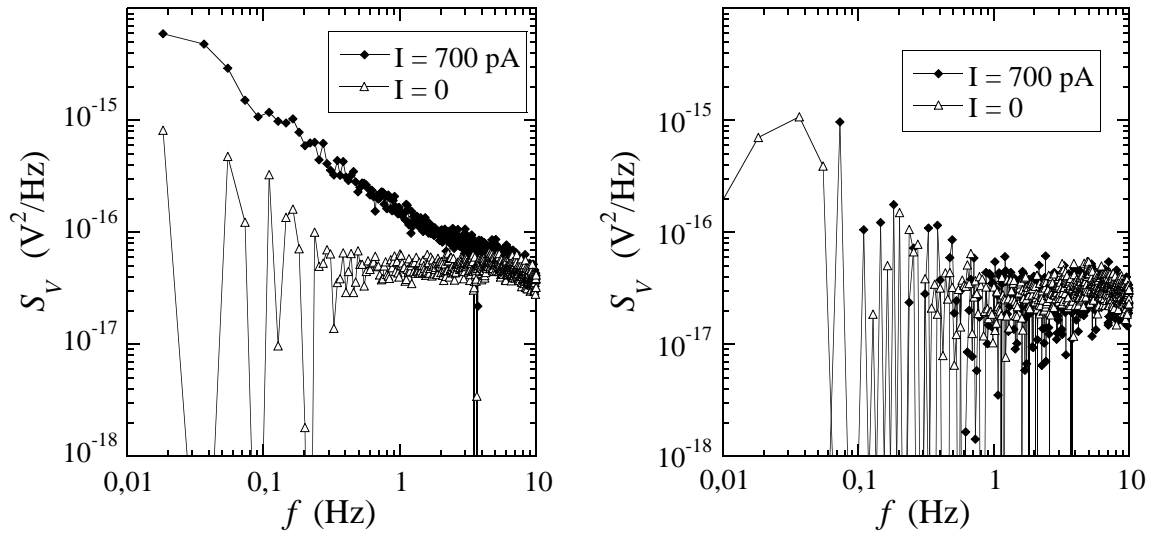 I = 700 pA
I = 0
10⁻¹⁵
10⁻¹⁶
10⁻¹⁷
10⁻¹⁸
S_V (V²/Hz)
0,01 0,1 1 10
f (Hz)
I = 700 pA
I = 0
10⁻¹⁵
10⁻¹⁶
10⁻¹⁷
10⁻¹⁸
S_V (V²/Hz)
0,01 0,1 1 10
f (Hz)